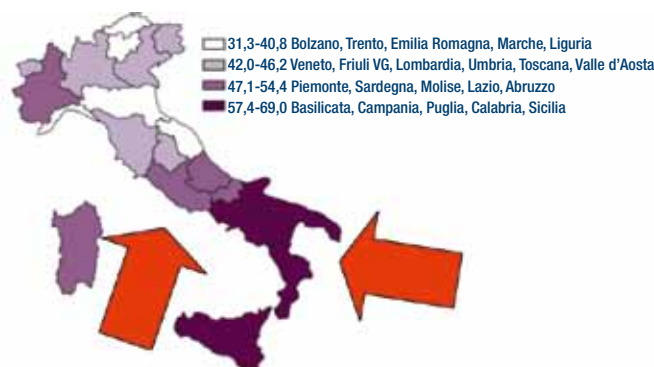 31,3-40,8 Bolzano, Trento, Emilia Romagna, Marche, Liguria
42,0-46,2 Veneto, Friuli VG, Lombardia, Umbria, Toscana, Valle d'Aosta
47,1-54,4 Piemonte, Sardegna, Molise, Lazio, Abruzzo
57,4-69,0 Basilicata, Campania, Puglia, Calabria, Sicilia